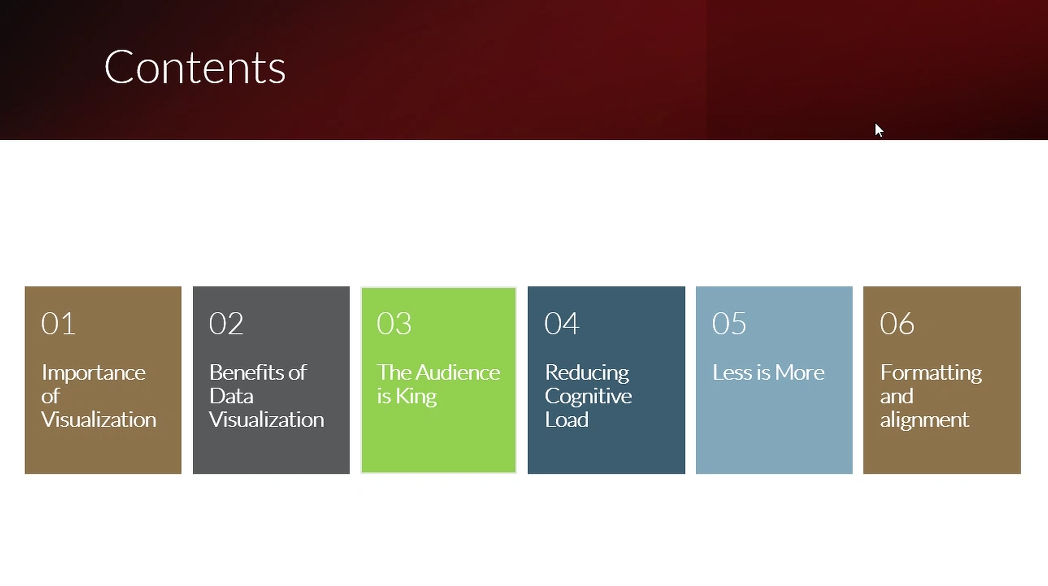 Contents
01
Importance
of
Visualization
02
Benefits of
Data
Visualization
03
The Audience
is King
04
Reducing
Cognitive
Load
05
Less is More
06
Formatting
and
alignment